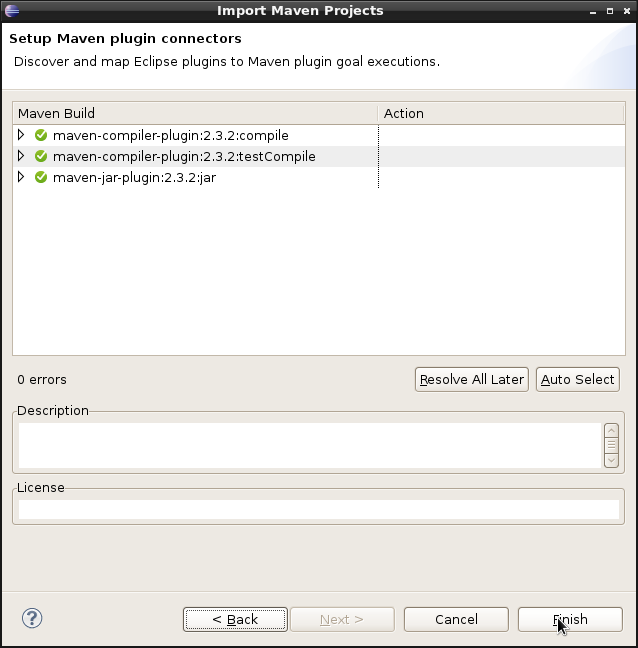 Import Maven Projects
Setup Maven plugin connectors
Discover and map Eclipse plugins to Maven plugin goal executions.
Maven Build Action
maven-compiler-plugin:2.3.2:compile
maven-compiler-plugin:2.3.2:testCompile
maven-jar-plugin:2.3.2:jar
0 errors Resolve All Later Auto Select
Description
License
? < Back Next > Cancel Finish